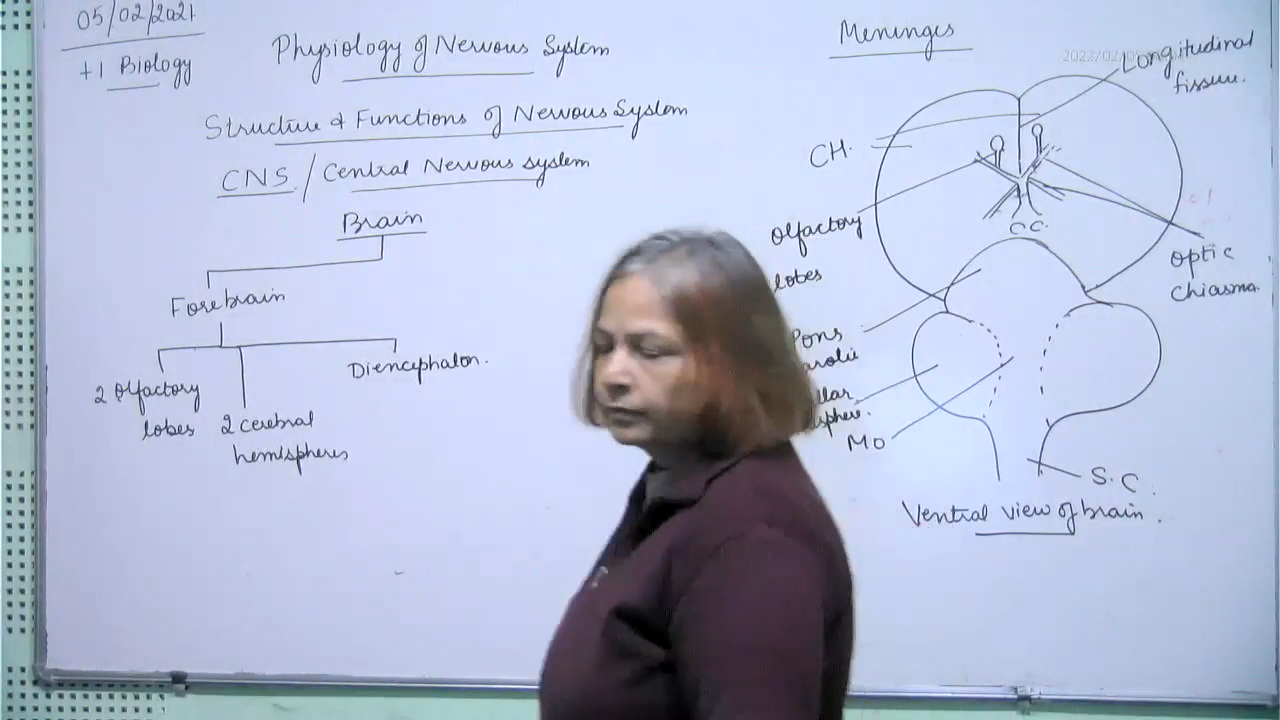 05/02/2021
+1 Biology
Physiology of Nervous System
Structure & Functions of Nervous System
CNS / Central Nervous system
Brain
Forebrain
2 Olfactory
lobes
2 cerebral
hemispheres
Diencephalon.
Meninges
Longitudinal
fissure.
CH.
Olfactory
lobes
CC.
Optic
Chiasma.
Pons
MO
S.C.
Ventral view of brain.